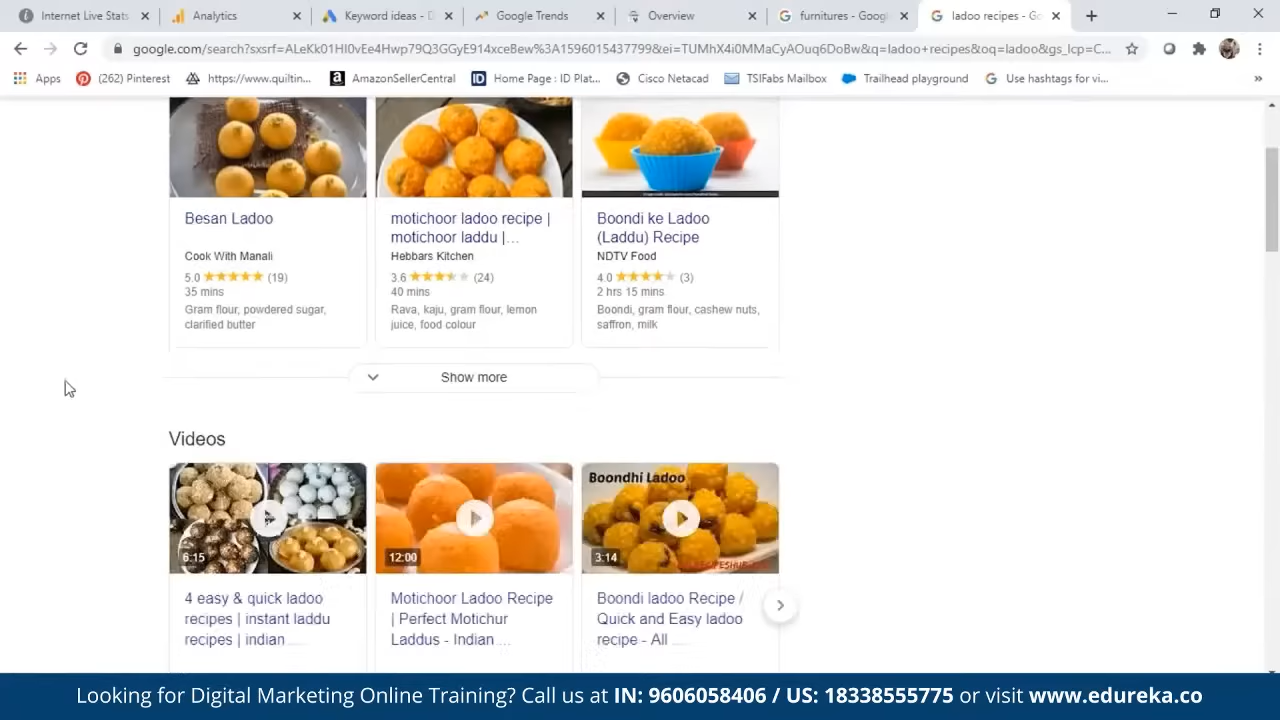 Internet Live Stats
Analytics
Keyword ideas - D
Google Trends
Overview
furnitures - Goog
ladoo recipes - Go
google.com/search?sxsrf=ALeKk01HI0vEe4Hwp79Q3GGyE914xceBew%3A1596015437799&ei=TUMhX4i0MMaCyAOuq6DoBw&q=ladoo+recipes&oq=ladoo&gs_lcp=C...
Apps
(262) Pinterest
https://www.quiltin...
AmazonSellerCentral
Home Page : ID Plat...
Cisco Netacad
TSIFabs Mailbox
Trailhead playground
Use hashtags for vi...
Besan Ladoo
Cook With Manali
5.0 (19)
35 mins
Gram flour, powdered sugar,
clarified butter
motichoor ladoo recipe |
motichoor laddu |...
Hebbars Kitchen
3.6 (24)
40 mins
Rava, kaju, gram flour, lemon
juice, food colour
Boondi ke Ladoo
(Laddu) Recipe
NDTV Food
4.0 (3)
2 hrs 15 mins
Boondi, gram flour, cashew nuts,
saffron, milk
Show more
Videos
6:15
12:00
Boondhi Ladoo
3:14
4 easy & quick ladoo
recipes | instant laddu
recipes | indian ...
Motichoor Ladoo Recipe
| Perfect Motichur
Laddus - Indian ...
Boondi ladoo Recipe /
Quick and Easy ladoo
recipe - All ...
Looking for Digital Marketing Online Training? Call us at IN: 9606058406 / US: 18338555775 or visit www.edureka.co